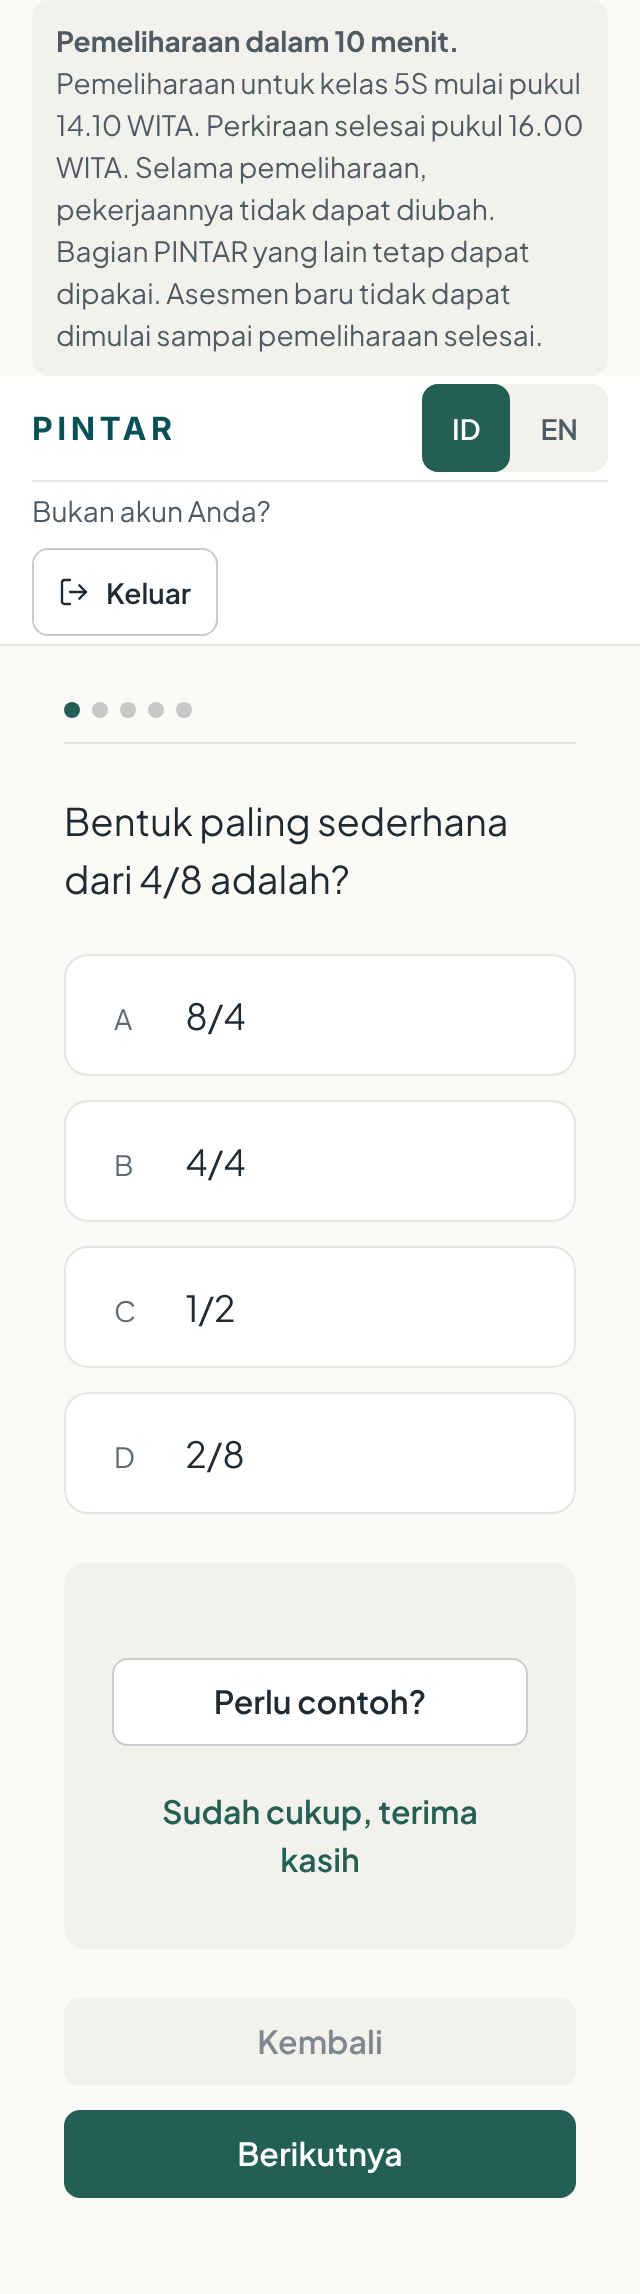 Pemeliharaan dalam 10 menit.
Pemeliharaan untuk kelas 5S mulai pukul
14.10 WITA. Perkiraan selesai pukul 16.00
WITA. Selama pemeliharaan,
pekerjaannya tidak dapat diubah.
Bagian PINTAR yang lain tetap dapat
dipakai. Asesmen baru tidak dapat
dimulai sampai pemeliharaan selesai.
PINTAR
ID EN
Bukan akun Anda?
Keluar
Bentuk paling sederhana
dari 4/8 adalah?
A 8/4
B 4/4
C 1/2
D 2/8
Perlu contoh?
Sudah cukup, terima
kasih
Kembali
Berikutnya